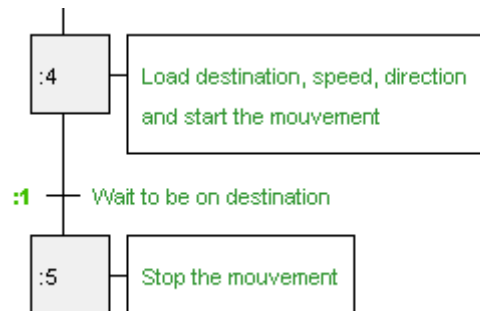 :4
Load destination, speed, direction
and start the mouvement
:1 Wait to be on destination
:5
Stop the mouvement